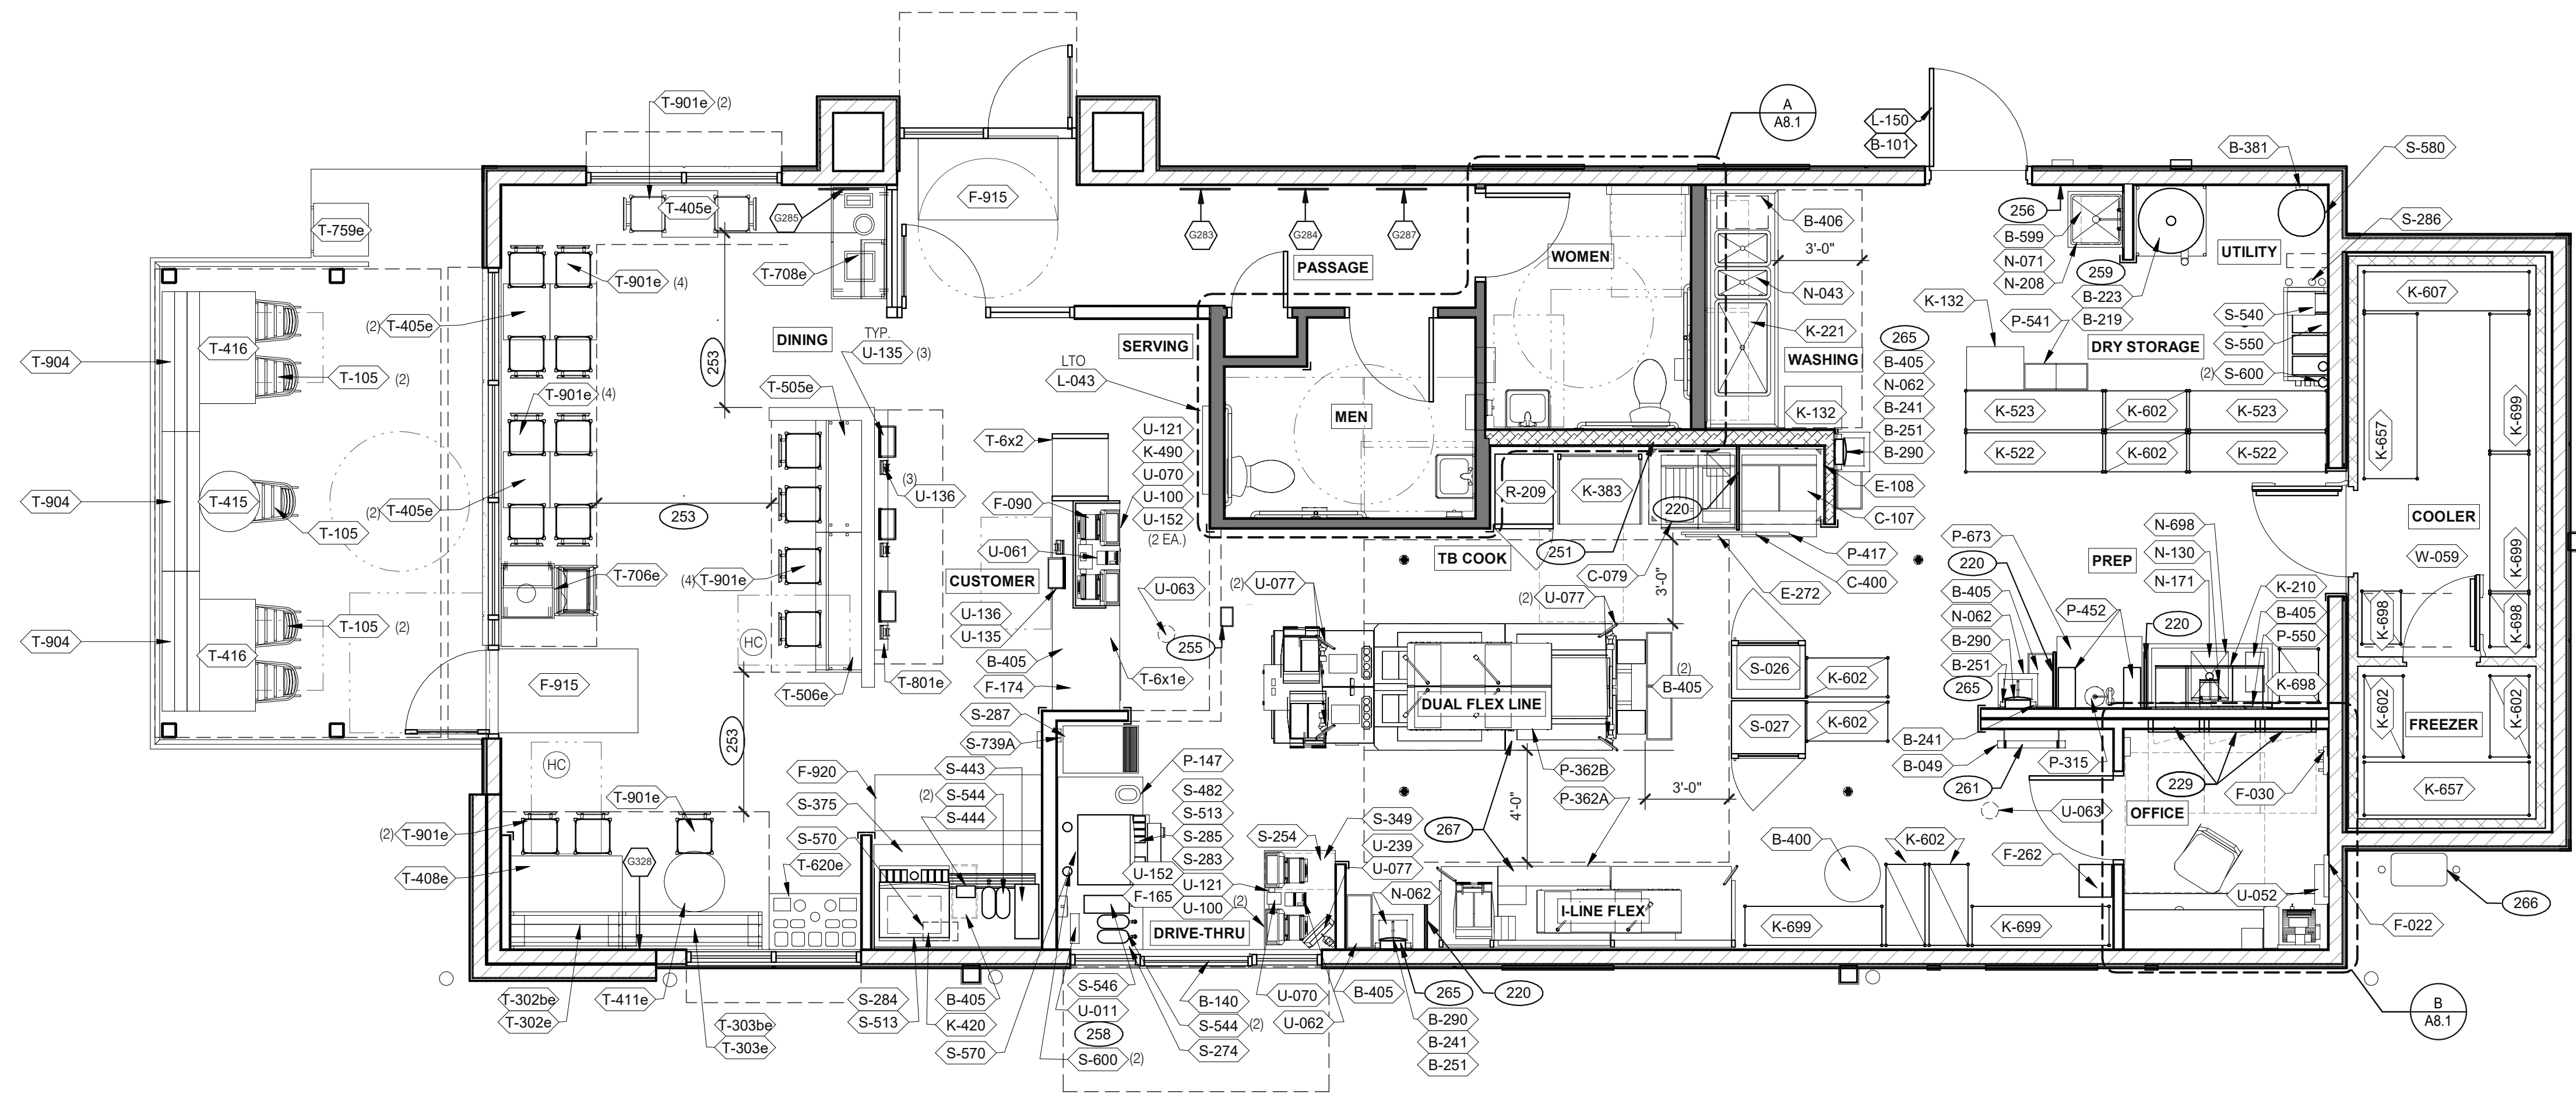 T-901e (2)
T-405e
G285
T-759e
T-708e
T-901e (4)
(2) T-405e
T-904
T-416
T-105 (2)
T-901e (4)
T-904
T-415
T-105
(2) T-405e
T-706e
T-904
T-416
T-105 (2)
F-915
HC
T-901e
(2) T-901e
T-408e
G328
T-302be
T-302e
T-411e
T-303be
T-303e
T-620e
253
253
253
DINING
TYP.
U-135 (3)
T-505e
(3)
U-136
(4) T-901e
HC
T-506e
T-801e
F-915
G283
G284
G287
PASSAGE
SERVING
LTO
L-043
T-6x2
U-121
K-490
U-070
U-100
U-152
(2 EA.)
F-090
U-061
CUSTOMER
U-136
U-135
B-405
F-174
U-063
255
T-6x1e
S-287
S-739A
F-920
S-375
S-570
S-443
(2) S-544
S-444
S-284
S-513
B-405
K-420
S-570
P-147
S-482
S-513
S-285
S-283
U-152
F-165
U-121
U-100 (2)
DRIVE-THRU
S-546
U-011
258
S-600 (2)
B-140
S-544 (2)
S-274
U-070
U-062
S-254
S-349
U-239
U-077
N-062
B-405
265
B-290
B-241
B-251
220
MEN
WOMEN
A
A8.1
B-406
3'-0"
N-043
K-221
WASHING
K-132
265
B-405
N-062
B-241
B-251
B-290
E-108
C-107
R-209
K-383
220
251
TB COOK
C-079
P-417
C-400
E-272
3'-0"
(2) U-077
(2) U-077
DUAL FLEX LINE
(2)
B-405
S-026
S-027
K-602
K-602
P-362B
P-362A
3'-0"
4'-0"
267
I-LINE FLEX
B-400
K-602
K-699
K-699
L-150
B-101
256
B-599
N-071
N-208
259
B-223
B-219
B-381
S-580
S-286
UTILITY
K-132
P-541
DRY STORAGE
S-540
S-550
(2) S-600
K-523
K-602
K-523
K-522
K-602
K-522
K-607
K-657
K-699
COOLER
W-059
K-699
K-698
K-698
K-602
K-602
FREEZER
K-657
P-673
220
B-405
N-062
B-290
B-251
265
P-452
PREP
N-698
N-130
N-171
K-210
B-405
P-550
220
K-698
B-241
B-049
261
P-315
229
F-030
U-063
OFFICE
F-262
U-052
F-022
266
B
A8.1